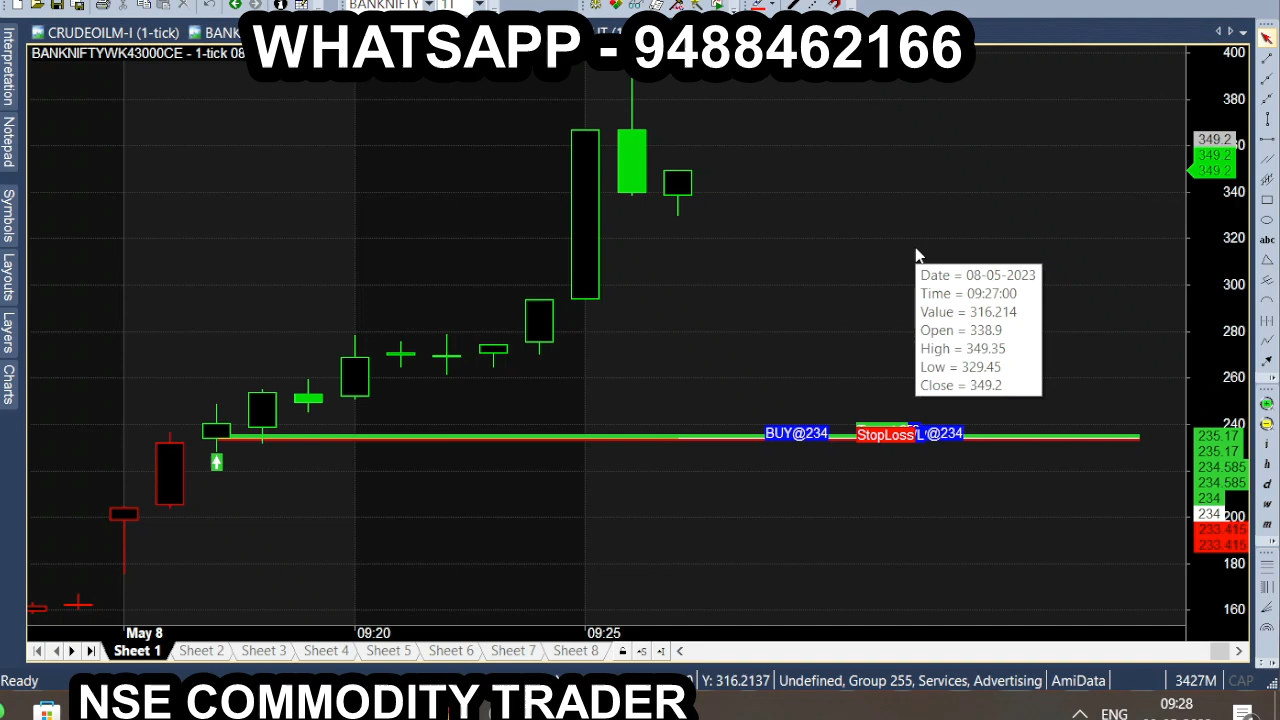 BANKNIFTY 11
CRUDEOILM-I (1-tick)
WHATSAPP - 9488462166
BANKNIFTYWK43000CE - 1-tick 08
400
380
349.2
349.2
349.2
340
320
300
280
260
240
235.17
235.17
234.585
234.585
234
234
200
233.415
233.415
180
160
Date = 08-05-2023
Time = 09:27:00
Value = 316.214
Open = 338.9
High = 349.35
Low = 329.45
Close = 349.2
BUY@234
StopLoss
@234
May 8
09:20
09:25
Interpretation
Notepad
Symbols
Layouts
Layers
Charts
abc
Sheet 1 Sheet 2 Sheet 3 Sheet 4 Sheet 5 Sheet 6 Sheet 7 Sheet 8
Ready
Y: 316.2137 Undefined, Group 255, Services, Advertising AmiData 3427M CAP
NSE COMMODITY TRADER
ENG
09:28